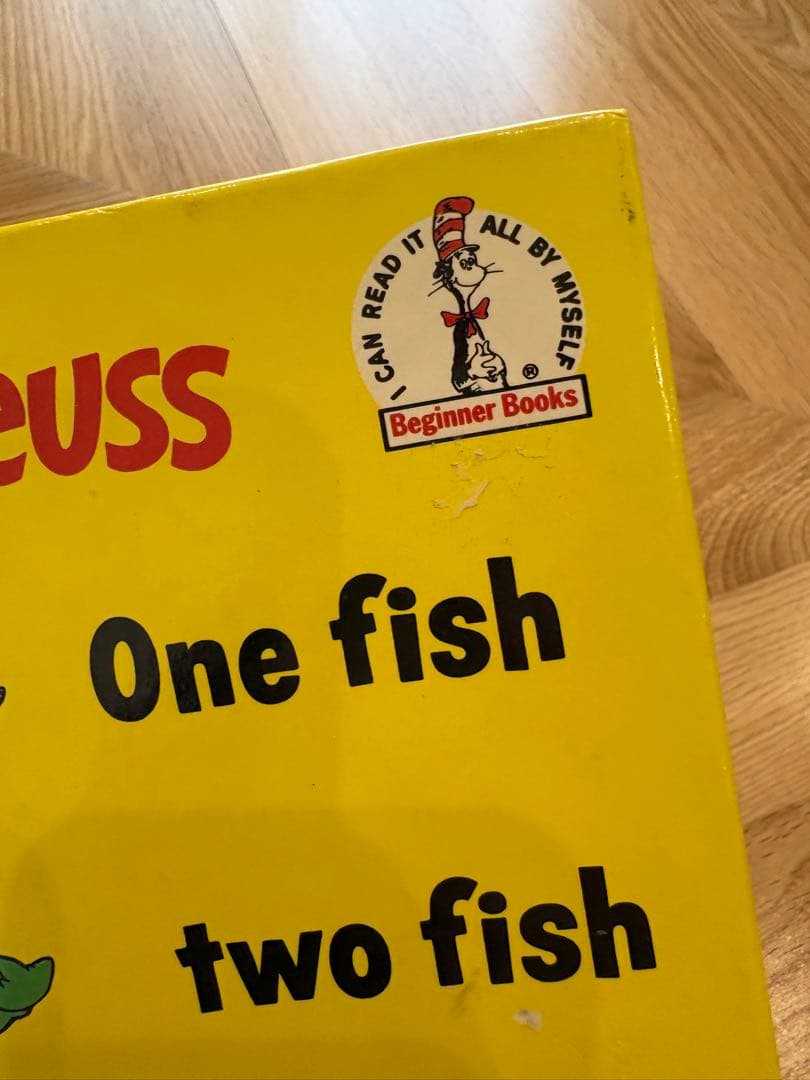 I CAN READ IT ALL BY MYSELF
®
Beginner Books
euss
One fish
two fish